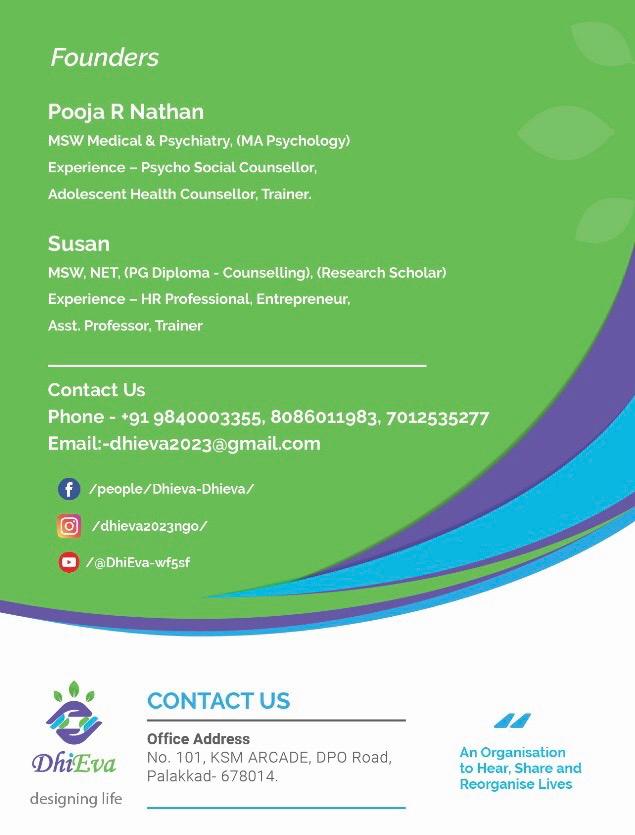 Founders
Pooja R Nathan
MSW Medical & Psychiatry, (MA Psychology)
Experience – Psycho Social Counsellor,
Adolescent Health Counsellor, Trainer.
Susan
MSW, NET, (PG Diploma - Counselling), (Research Scholar)
Experience – HR Professional, Entrepreneur,
Asst. Professor, Trainer
Contact Us
Phone - +91 9840003355, 8086011983, 7012535277
Email:-dhieva2023@gmail.com
/people/Dhieva-Dhieva/
/dhieva2023ngo/
/@DhiEva-wf5sf
DhiEva
designing life
CONTACT US
Office Address
No. 101, KSM ARCADE, DPO Road,
Palakkad- 678014.
An Organisation
to Hear, Share and
Reorganise Lives